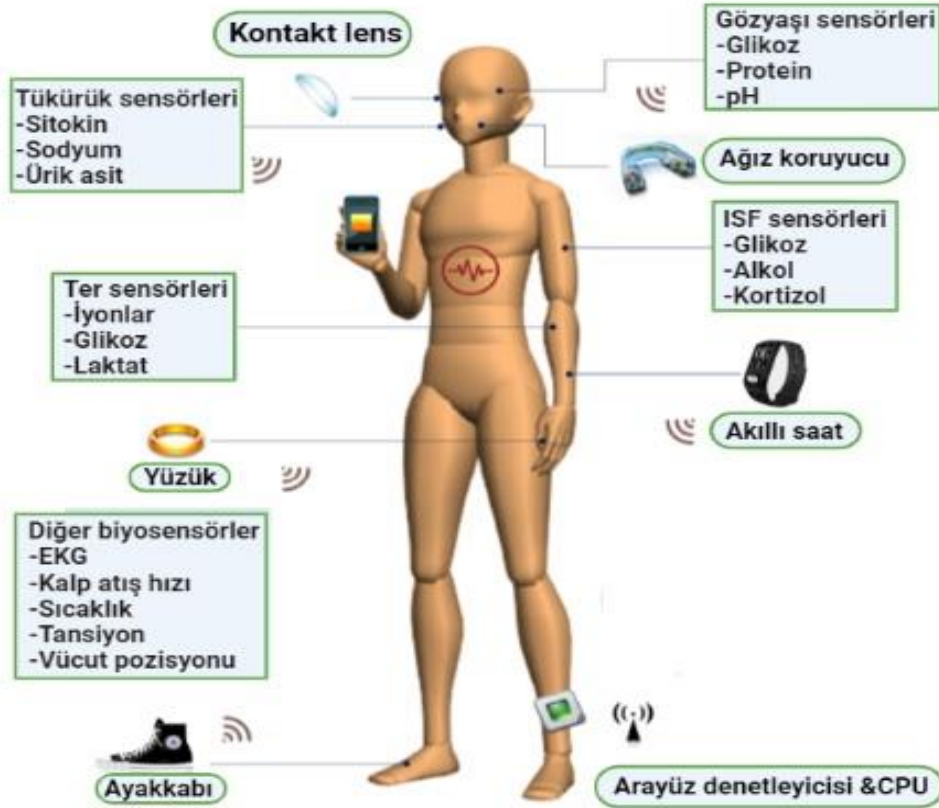 Kontakt lens
Gözyaşı sensörleri
-Glikoz
-Protein
-pH
Tükürük sensörleri
-Sitokin
-Sodyum
-Ürik asit
Ağız koruyucu
ISF sensörleri
-Glikoz
-Alkol
-Kortizol
Ter sensörleri
-İyonlar
-Glikoz
-Laktat
Akıllı saat
Yüzük
Diğer biyosensörler
-EKG
-Kalp atış hızı
-Sıcaklık
-Tansiyon
-Vücut pozisyonu
Ayakkabı
Arayüz denetleyicisi &CPU